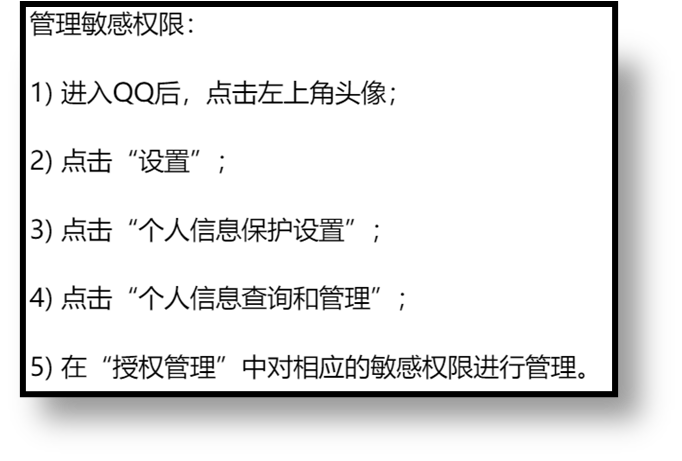 管理敏感权限：
1) 进入QQ后，点击左上角头像；
2) 点击“设置”；
3) 点击“个人信息保护设置”；
4) 点击“个人信息查询和管理”；
5) 在“授权管理”中对相应的敏感权限进行管理。